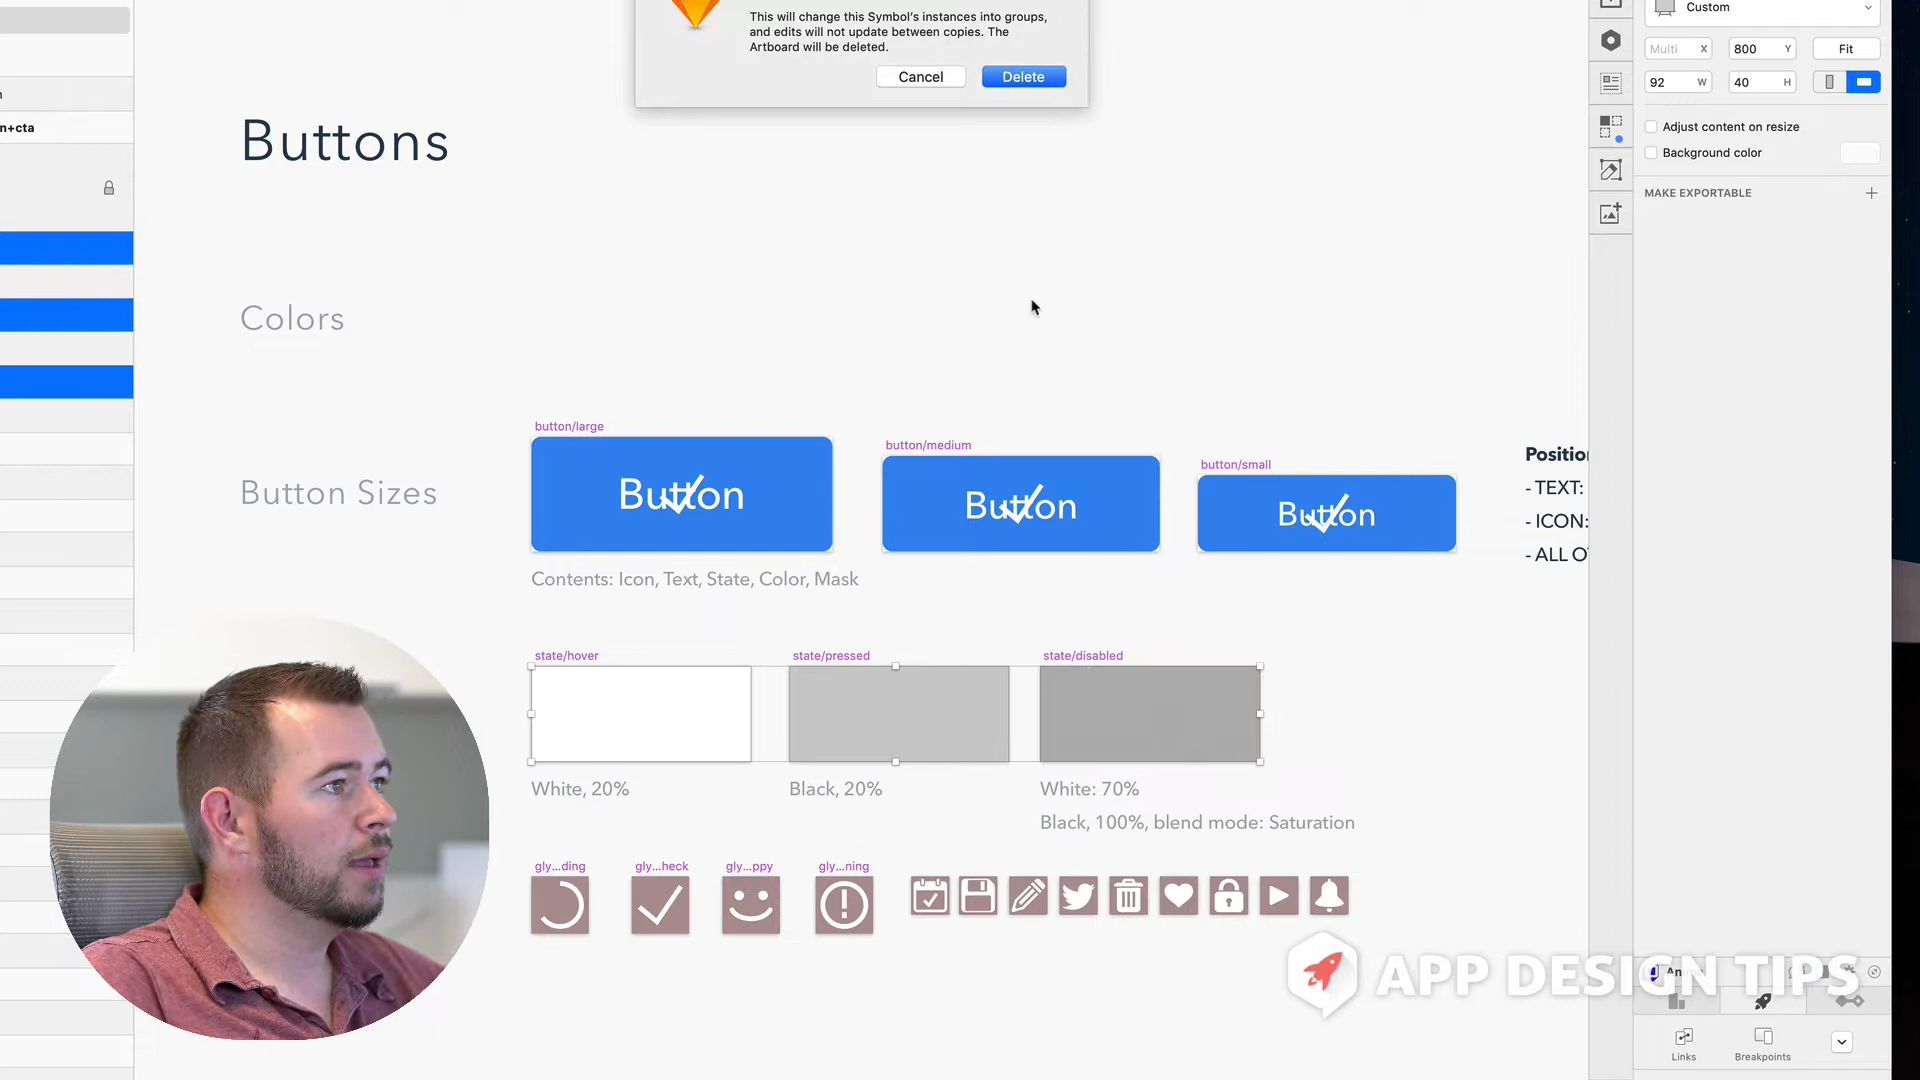 This will change this Symbol's instances into groups,
and edits will not update between copies. The
Artboard will be deleted.
Cancel
Delete
Custom
Multi X
800 Y
Fit
92 W
40 H
Adjust content on resize
Background color
MAKE EXPORTABLE
n+cta
Buttons
Colors
Button Sizes
button/large
Button
button/medium
Button
button/small
Button
Contents: Icon, Text, State, Color, Mask
- TEXT:
- ICON:
- ALL
state/hover
state/pressed
state/disabled
White, 20%
Black, 20%
White: 70%
Black, 100%, blend mode: Saturation
gly...ding
gly...heck
gly...ppy
gly...ning
APP DESIGN TIPS
Links
Breakpoints